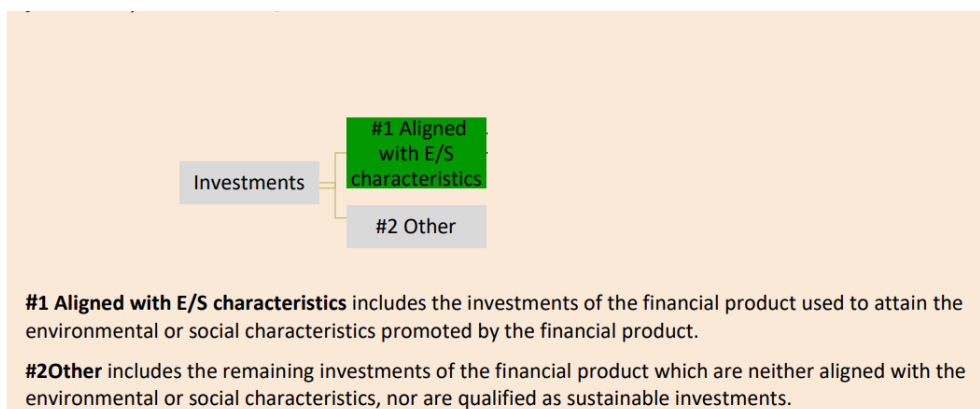 #1 Aligned
with E/S
characteristics
Investments
#2 Other
#1 Aligned with E/S characteristics includes the investments of the financial product used to attain the
environmental or social characteristics promoted by the financial product.
#2Other includes the remaining investments of the financial product which are neither aligned with the
environmental or social characteristics, nor are qualified as sustainable investments.